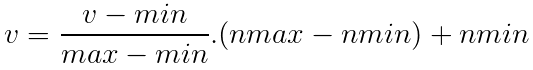 v = \frac{v - min}{max - min}.(nmax - nmin) + nmin